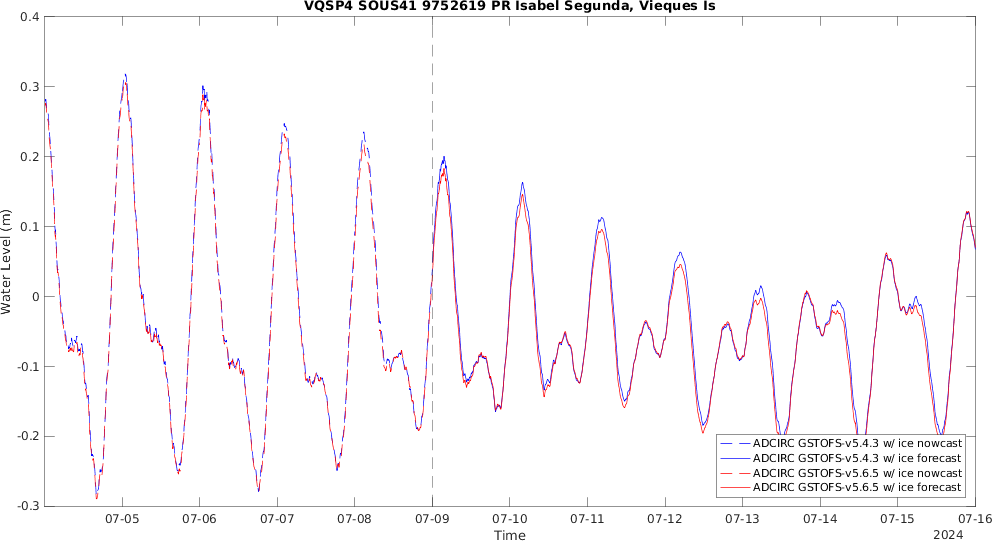 VQSP4 SOUS41 9752619 PR Isabel Segunda, Vieques Is
0.4
0.3
0.2
0.1
0
-0.1
-0.2
-0.3
Water Level (m)
ADCIRC GSTOFS-v5.4.3 w/ ice nowcast
ADCIRC GSTOFS-v5.4.3 w/ ice forecast
ADCIRC GSTOFS-v5.6.5 w/ ice nowcast
ADCIRC GSTOFS-v5.6.5 w/ ice forecast
07-05 07-06 07-07 07-08 07-09 07-10 07-11 07-12 07-13 07-14 07-15 07-16
Time
2024